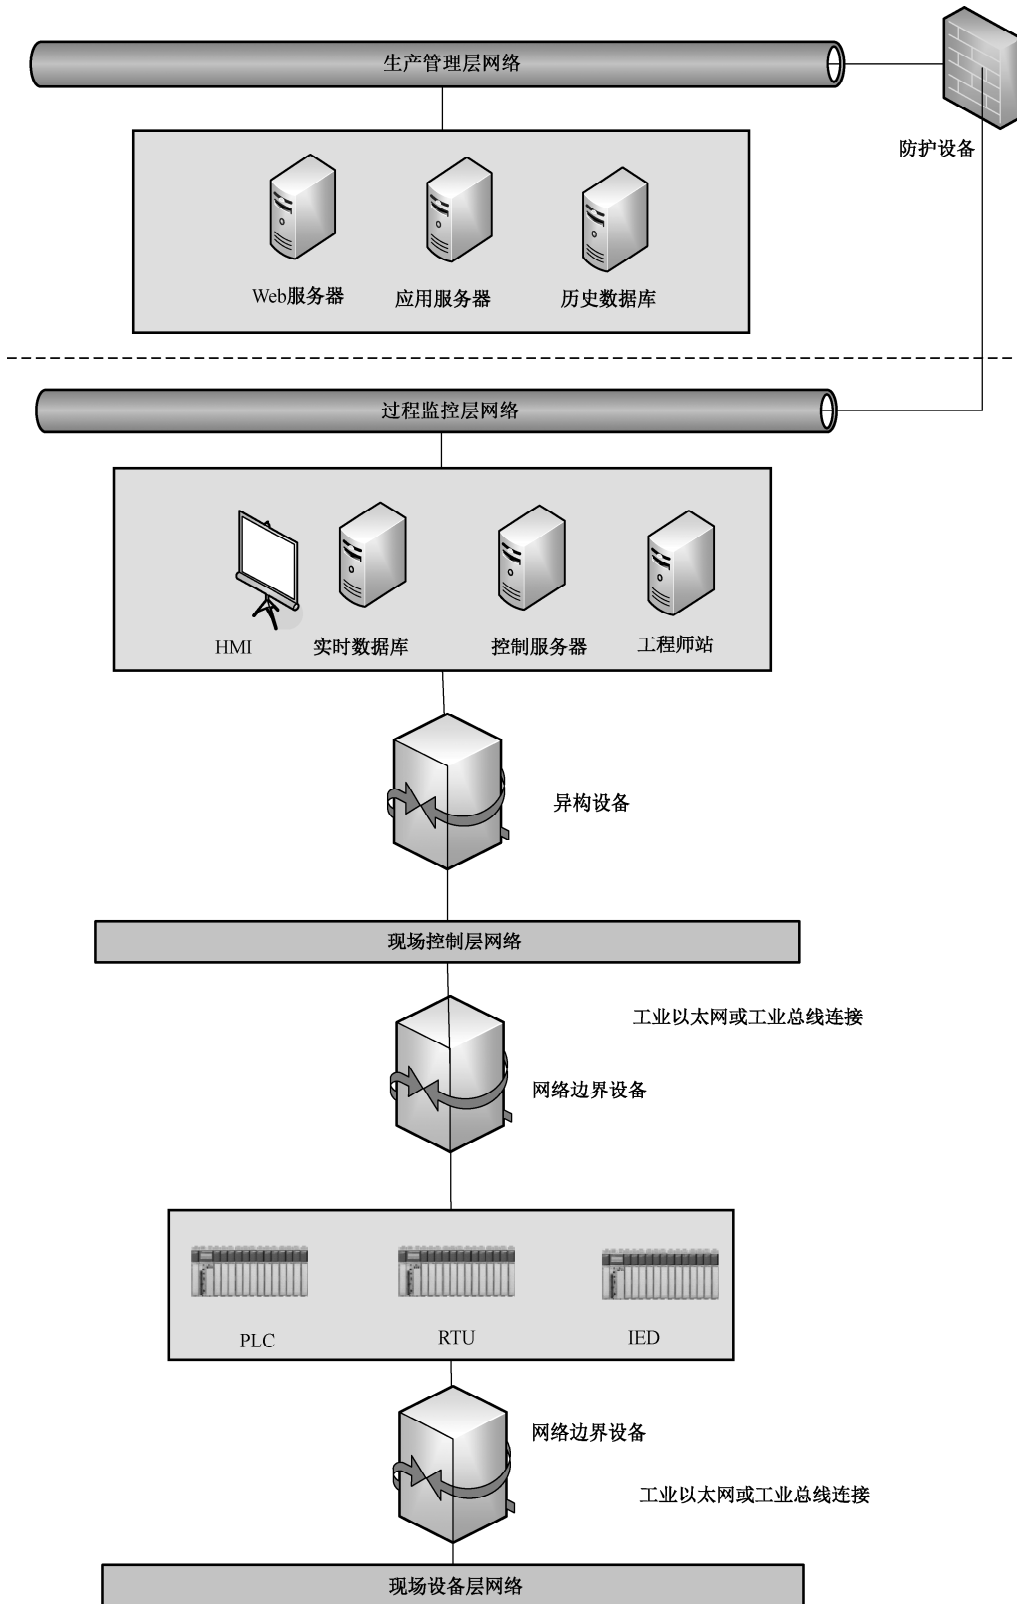 生产管理层网络
防护设备
Web服务器
应用服务器
历史数据库
过程监控层网络
HMI
实时数据库
控制服务器
工程师站
异构设备
现场控制层网络
工业以太网或工业总线连接
网络边界设备
PLC
RTU
IED
网络边界设备
工业以太网或工业总线连接
现场设备层网络